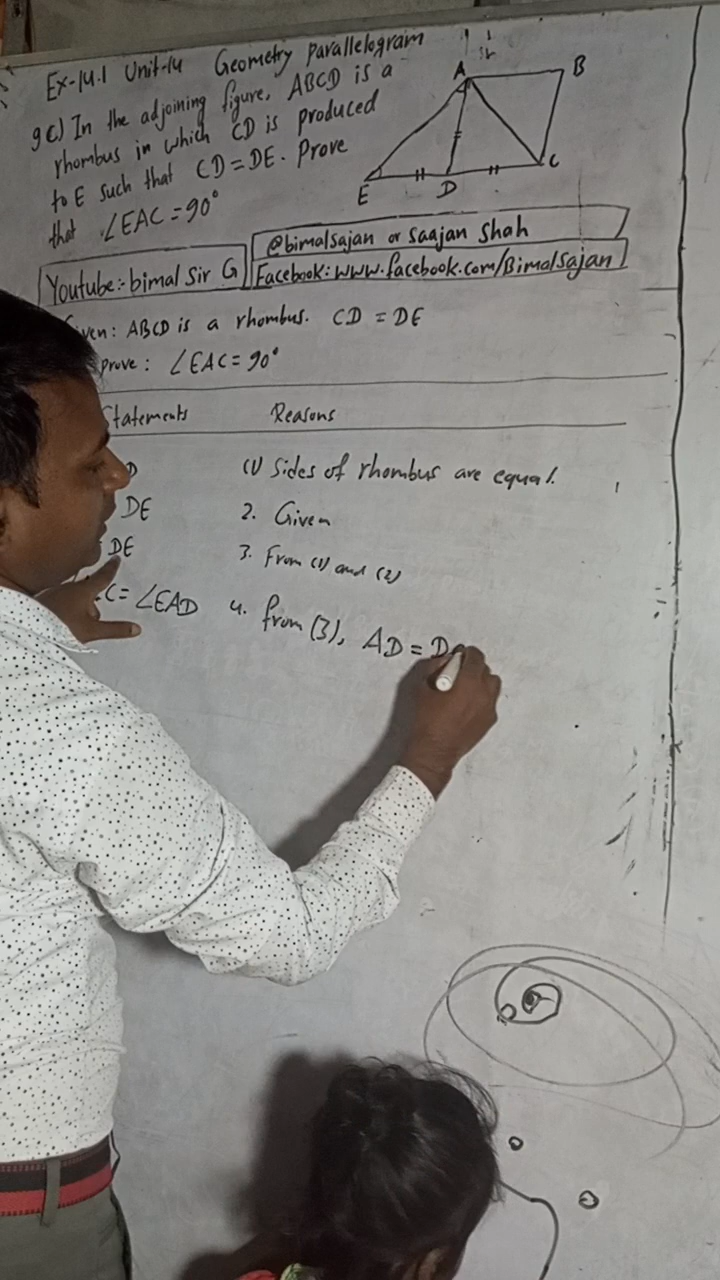 Ex-14.1 Unit-14 Geometry parallelogram
9c) In the adjoining figure, ABCD is a
rhombus in which CD is produced
to E such that CD=DE. Prove
that ∠EAC=90°
A
B
C
D
E
@bimalsajan or Saajan Shah
Youtube:- bimal Sir G
Facebook: www.facebook.com/BimalSajan
ven: ABCD is a rhombus. CD = DE
prove: ∠EAC=90°
Statements Reasons
D (1) Sides of rhombus are equal.
DE 2. Given
DE 3. From (1) and (2)
C= ∠EAD 4. from (3), AD = D